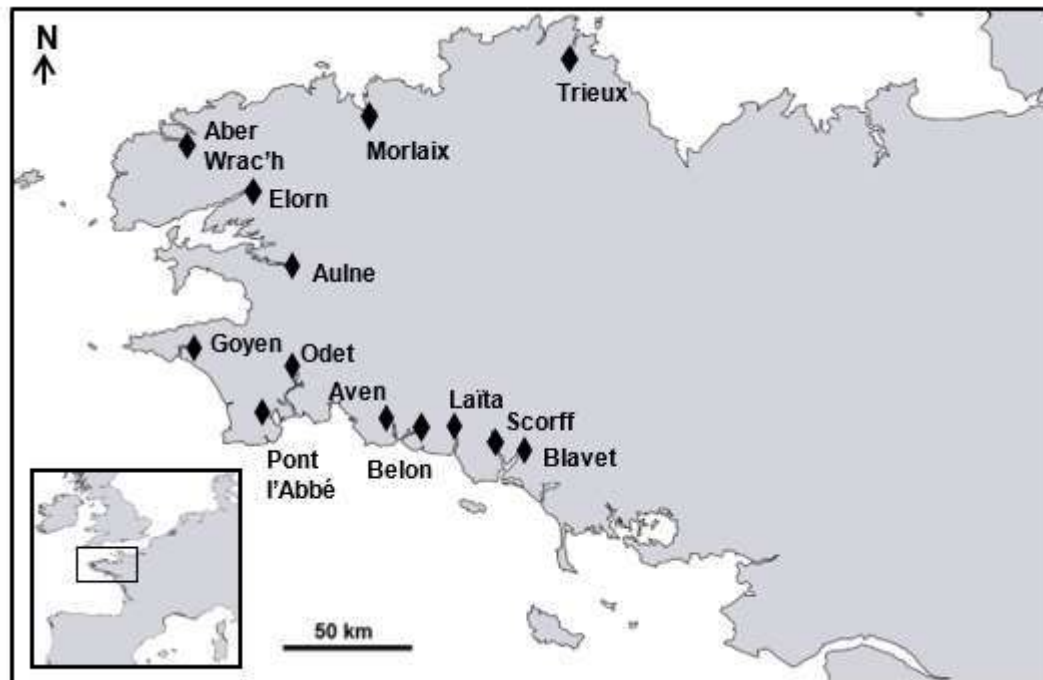 N
Trieux
Aber
Wrac'h
Morlaix
Elorn
Aulne
Goyen
Odet
Aven
Laïta
Scorff
Belon
Blavet
Pont
l'Abbé
50 km